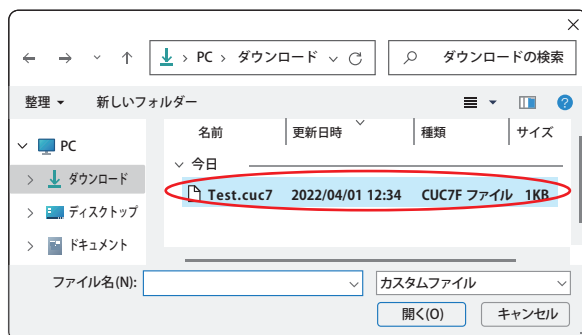 PC › ダウンロード
ダウンロードの検索
整理 新しいフォルダー
名前 更新日時 種類 サイズ
PC
今日
ダウンロード
Test.cuc7 2022/04/01 12:34 CUC7F ファイル 1KB
ディスクトップ
ドキュメント
ファイル名(N): カスタムファイル
開く(O) キャンセル